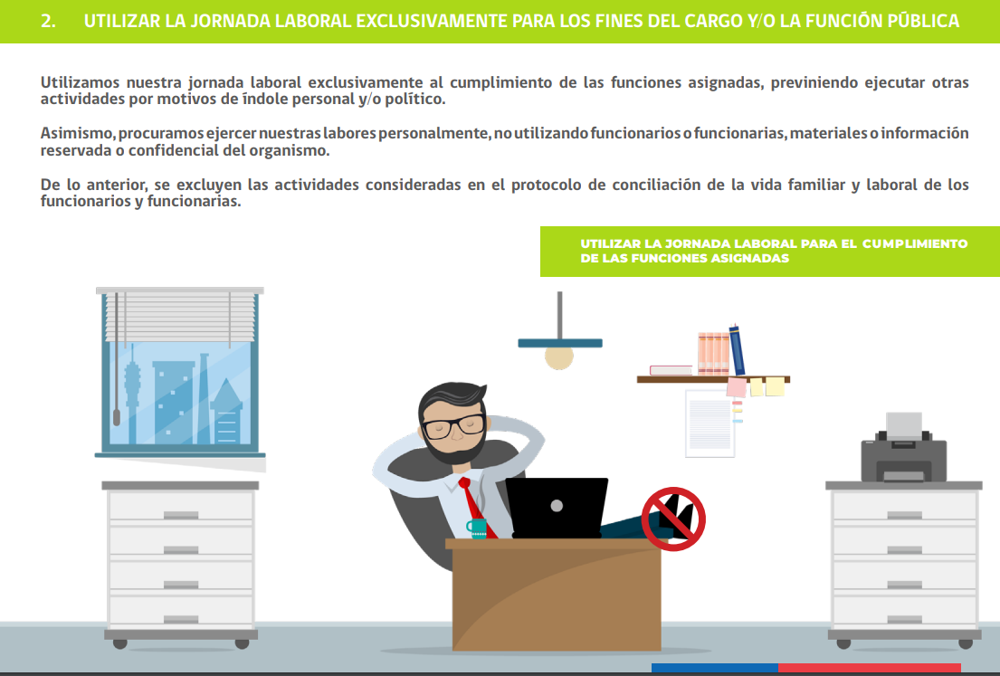 2. UTILIZAR LA JORNADA LABORAL EXCLUSIVAMENTE PARA LOS FINES DEL CARGO Y/O LA FUNCIÓN PÚBLICA
Utilizamos nuestra jornada laboral exclusivamente al cumplimiento de las funciones asignadas, previniendo ejecutar otras
actividades por motivos de índole personal y/o político.
Asimismo, procuramos ejercer nuestras labores personalmente, no utilizando funcionarios o funcionarias, materiales o información
reservada o confidencial del organismo.
De lo anterior, se excluyen las actividades consideradas en el protocolo de conciliación de la vida familiar y laboral de los
funcionarios y funcionarias.
UTILIZAR LA JORNADA LABORAL PARA EL CUMPLIMIENTO
DE LAS FUNCIONES ASIGNADAS